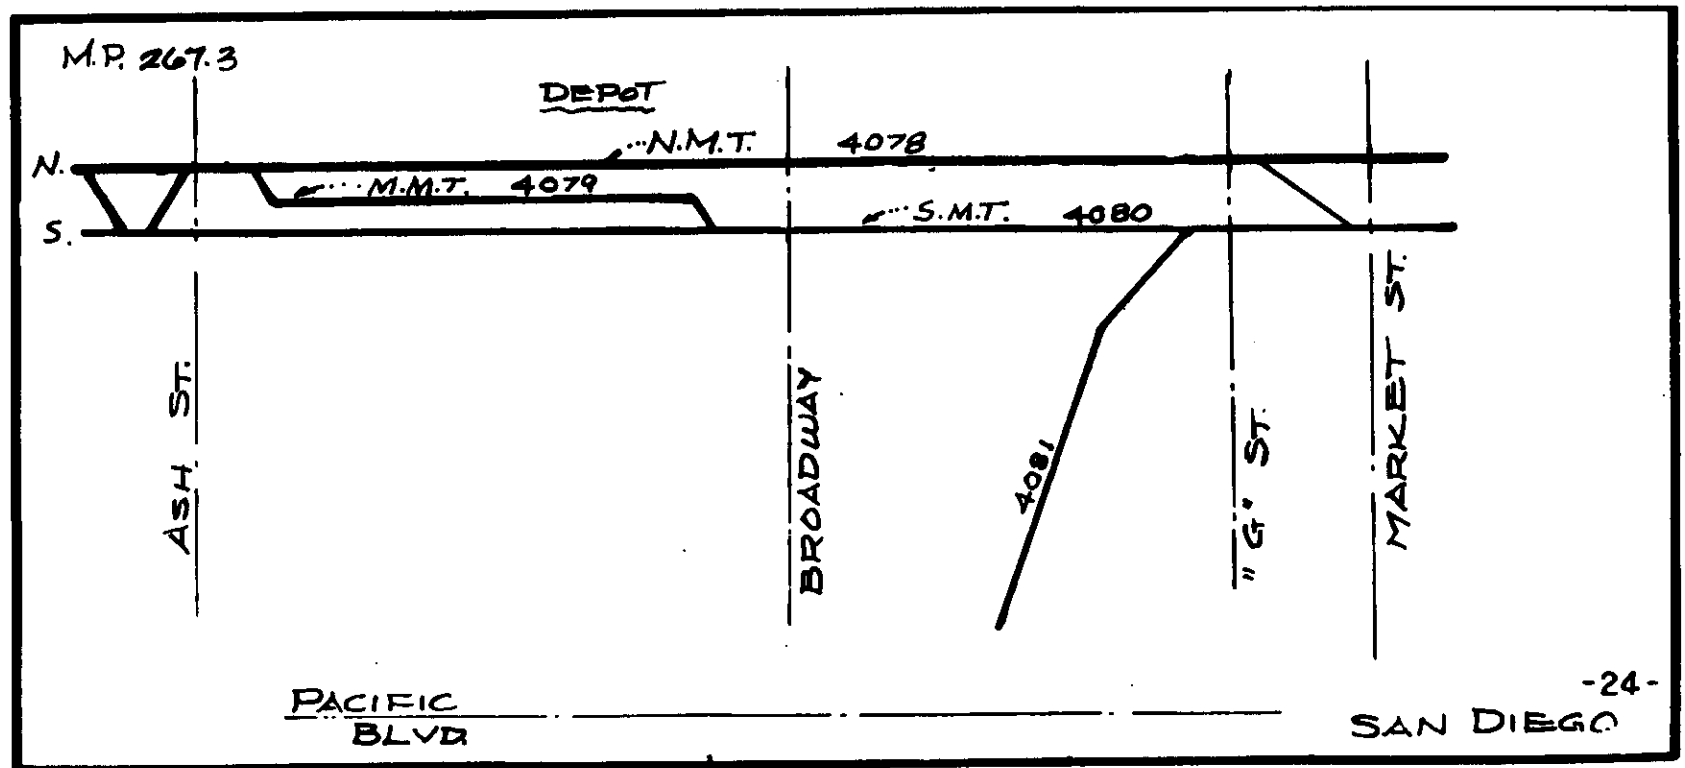 M.P. 267.3
DEPOT
N.M.T. 4078
N.
M.M.T. 4079
S.M.T. 4080
S.
ASH ST.
BROADWAY
4081
"G" ST.
MARKET ST.
-24-
PACIFIC
BLVD
SAN DIEGO